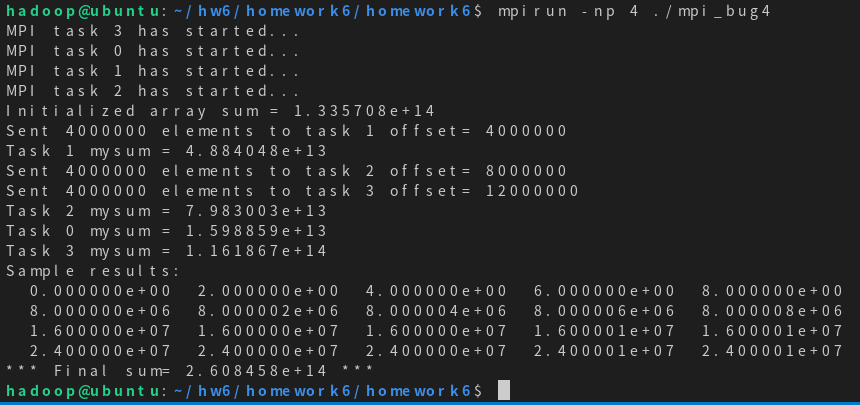 hadoop@ubuntu:~/hw6/homework6/homework6$ mpirun -np 4 ./mpi_bug4
MPI task 3 has started...
MPI task 0 has started...
MPI task 1 has started...
MPI task 2 has started...
Initialized array sum = 1.335708e+14
Sent 4000000 elements to task 1 offset= 4000000
Task 1 mysum = 4.884048e+13
Sent 4000000 elements to task 2 offset= 8000000
Sent 4000000 elements to task 3 offset= 12000000
Task 2 mysum = 7.983003e+13
Task 0 mysum = 1.598859e+13
Task 3 mysum = 1.161867e+14
Sample results:
  0.000000e+00  2.000000e+00  4.000000e+00  6.000000e+00  8.000000e+00
  8.000000e+06  8.000002e+06  8.000004e+06  8.000006e+06  8.000008e+06
  1.600000e+07  1.600000e+07  1.600000e+07  1.600001e+07  1.600001e+07
  2.400000e+07  2.400000e+07  2.400000e+07  2.400001e+07  2.400001e+07
*** Final sum= 2.608458e+14 ***
hadoop@ubuntu:~/hw6/homework6/homework6$